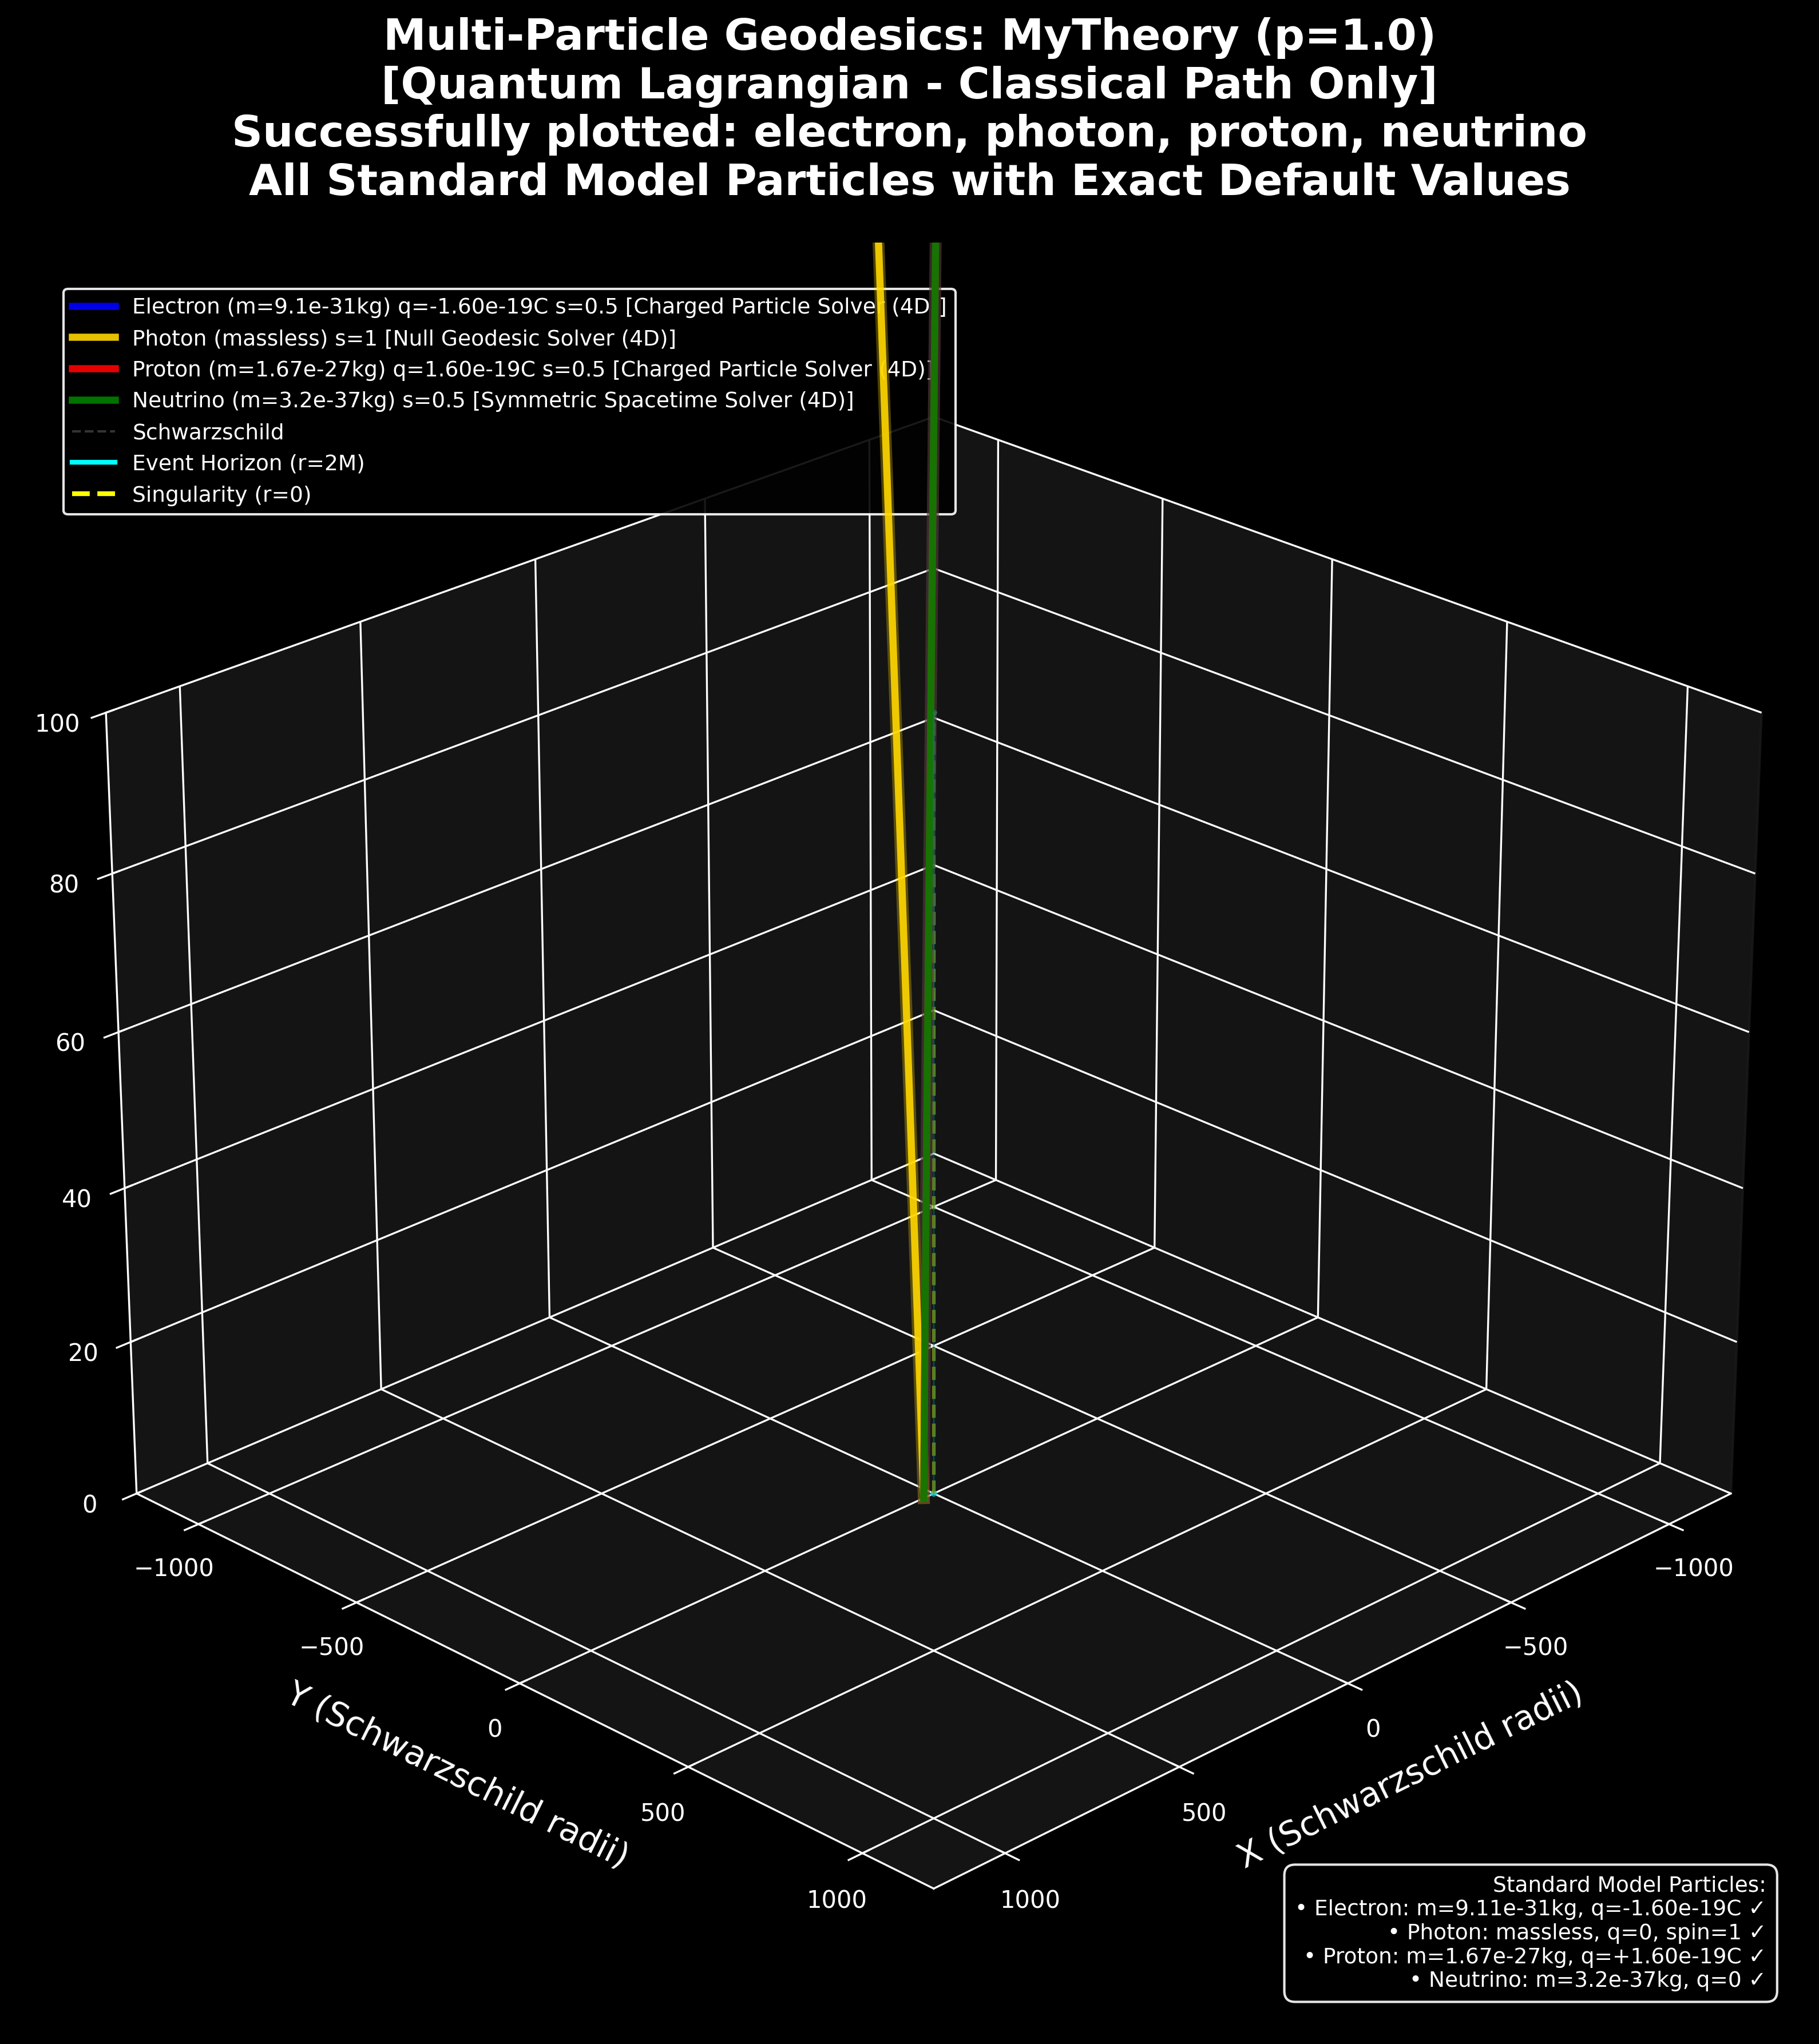 Multi-Particle Geodesics: MyTheory (p=1.0)
[Quantum Lagrangian - Classical Path Only]
Successfully plotted: electron, photon, proton, neutrino
All Standard Model Particles with Exact Default Values
Electron (m=9.1e-31kg) q=-1.60e-19C s=0.5 [Charged Particle Solver (4D)]
Photon (massless) s=1 [Null Geodesic Solver (4D)]
Proton (m=1.67e-27kg) q=1.60e-19C s=0.5 [Charged Particle Solver (4D)]
Neutrino (m=3.2e-37kg) s=0.5 [Symmetric Spacetime Solver (4D)]
Schwarzschild
Event Horizon (r=2M)
Singularity (r=0)
100
80
60
40
20
0
−1000
−500
0
500
1000
Y (Schwarzschild radii)
−1000
−500
0
500
1000
X (Schwarzschild radii)
Standard Model Particles:
• Electron: m=9.11e-31kg, q=-1.60e-19C ✓
• Photon: massless, q=0, spin=1 ✓
• Proton: m=1.67e-27kg, q=+1.60e-19C ✓
• Neutrino: m=3.2e-37kg, q=0 ✓